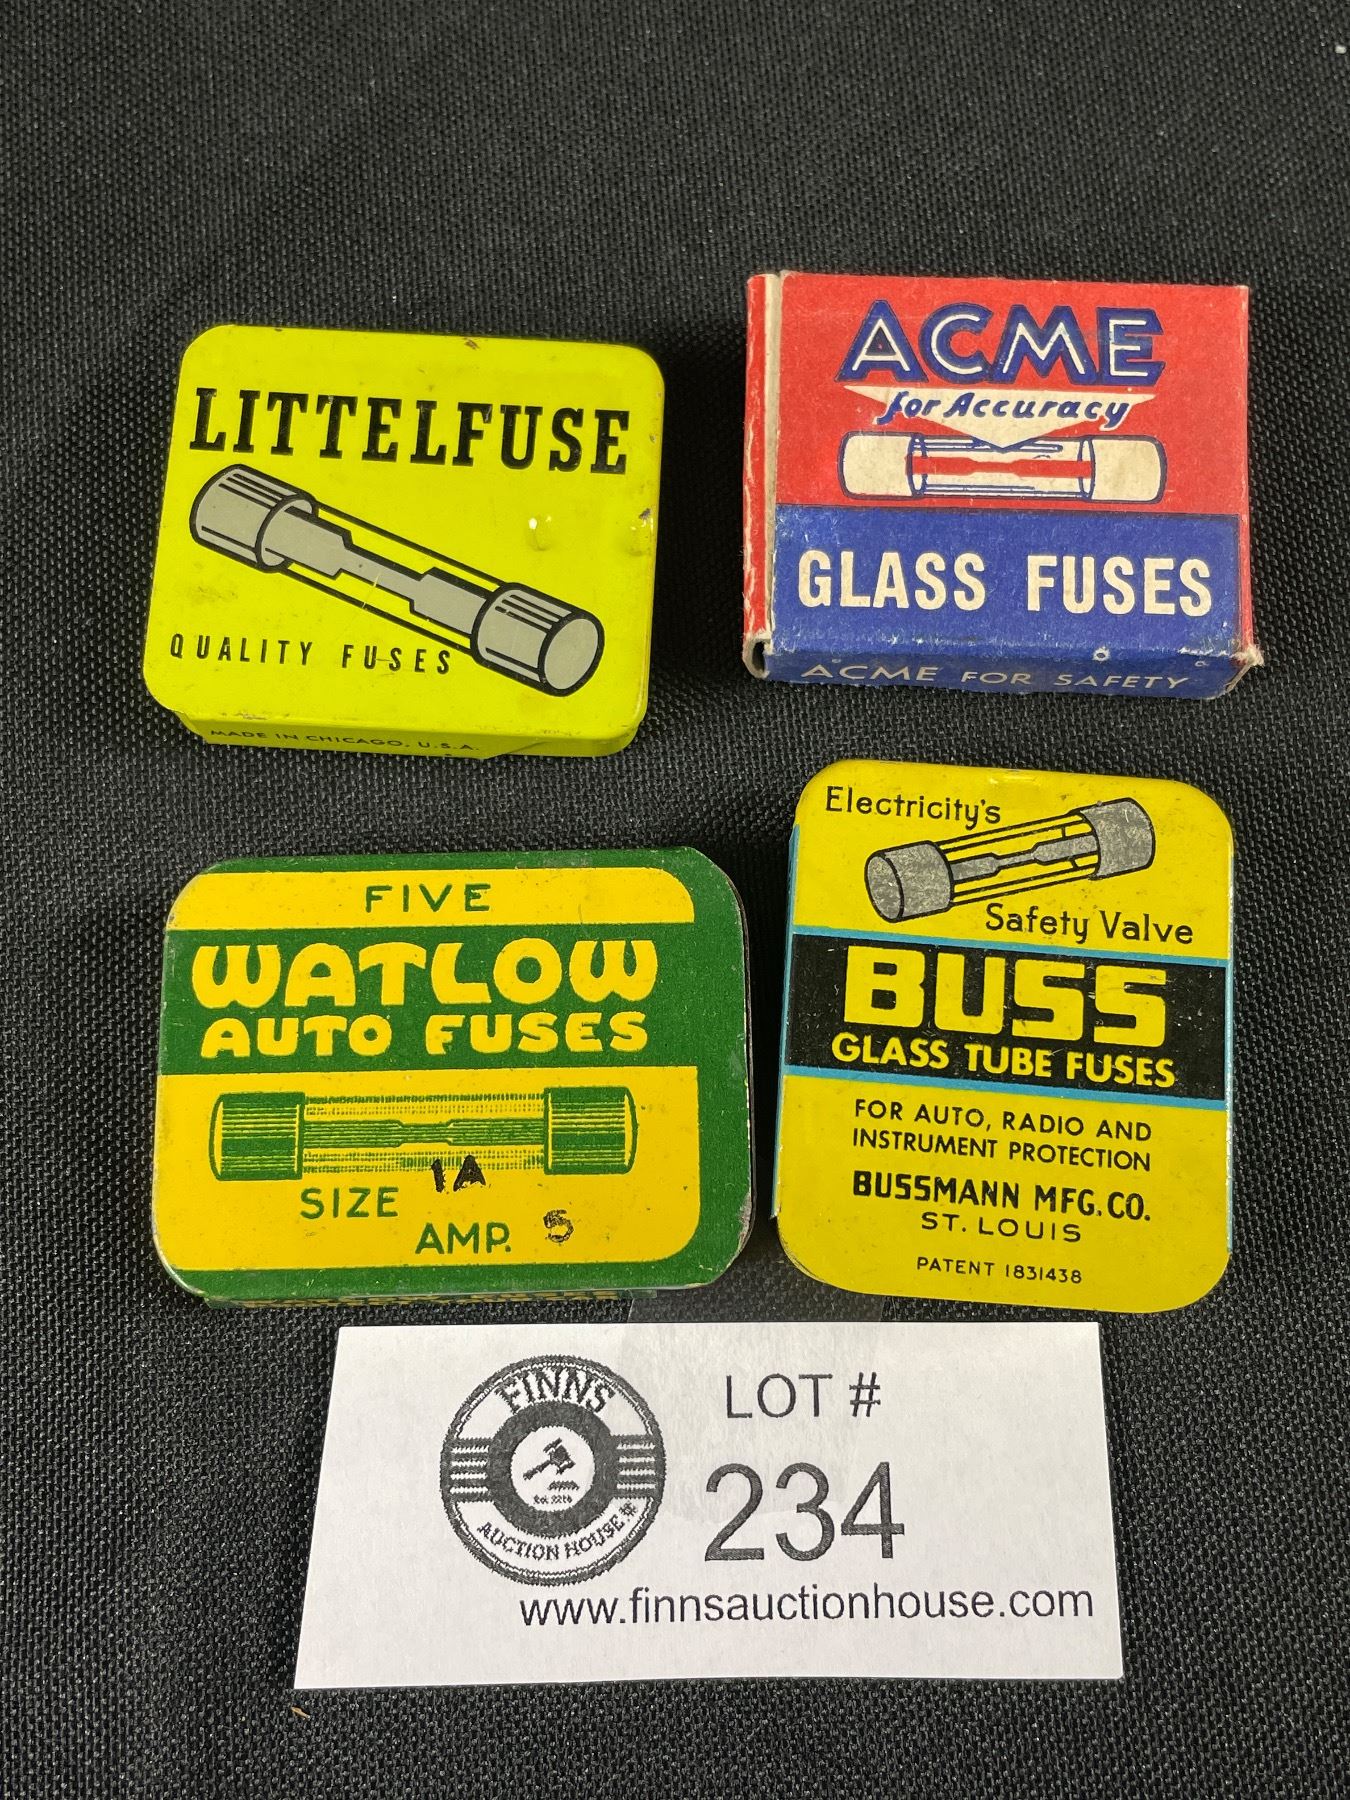 LITTELFUSE
QUALITY FUSES
MADE IN CHICAGO, U.S.A.
ACME
for Accuracy
GLASS FUSES
ACME FOR SAFETY
FIVE
WATLOW
AUTO FUSES
SIZE 1A
AMP. 5
Electricity's
Safety Valve
BUSS
GLASS TUBE FUSES
FOR AUTO, RADIO AND
INSTRUMENT PROTECTION
BUSSMANN MFG. CO.
ST. LOUIS
PATENT 1831438
FINNS
AUCTION HOUSE
LOT #
234
www.finnsauctionhouse.com